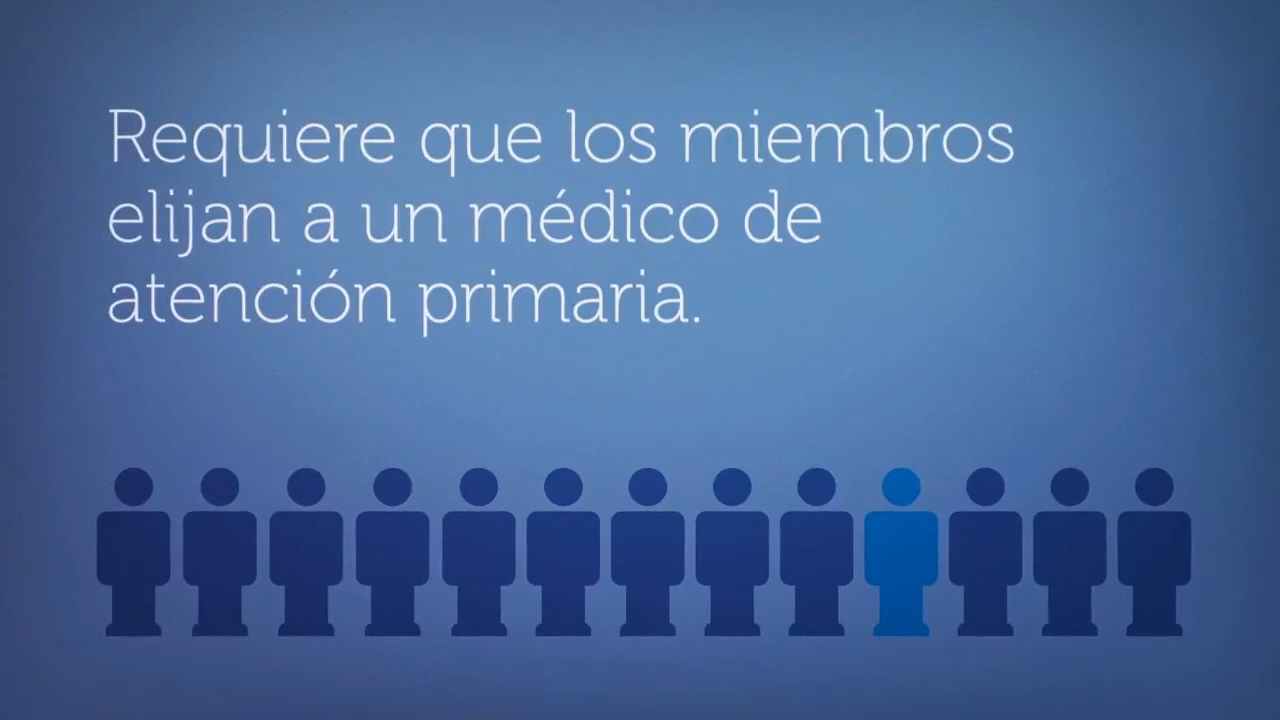 Requiere que los miembros
elijan a un médico de
atención primaria.